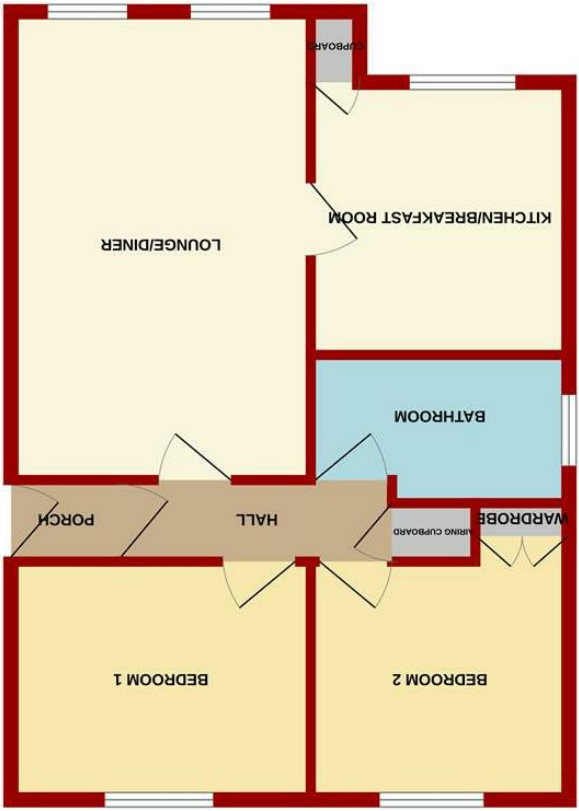 BEDROOM 2
BEDROOM 1
WARDROBE
AIRING CUPBOARD
HALL
PORCH
BATHROOM
LOUNGE/DINER
KITCHEN/BREAKFAST ROOM
CUPBOARD